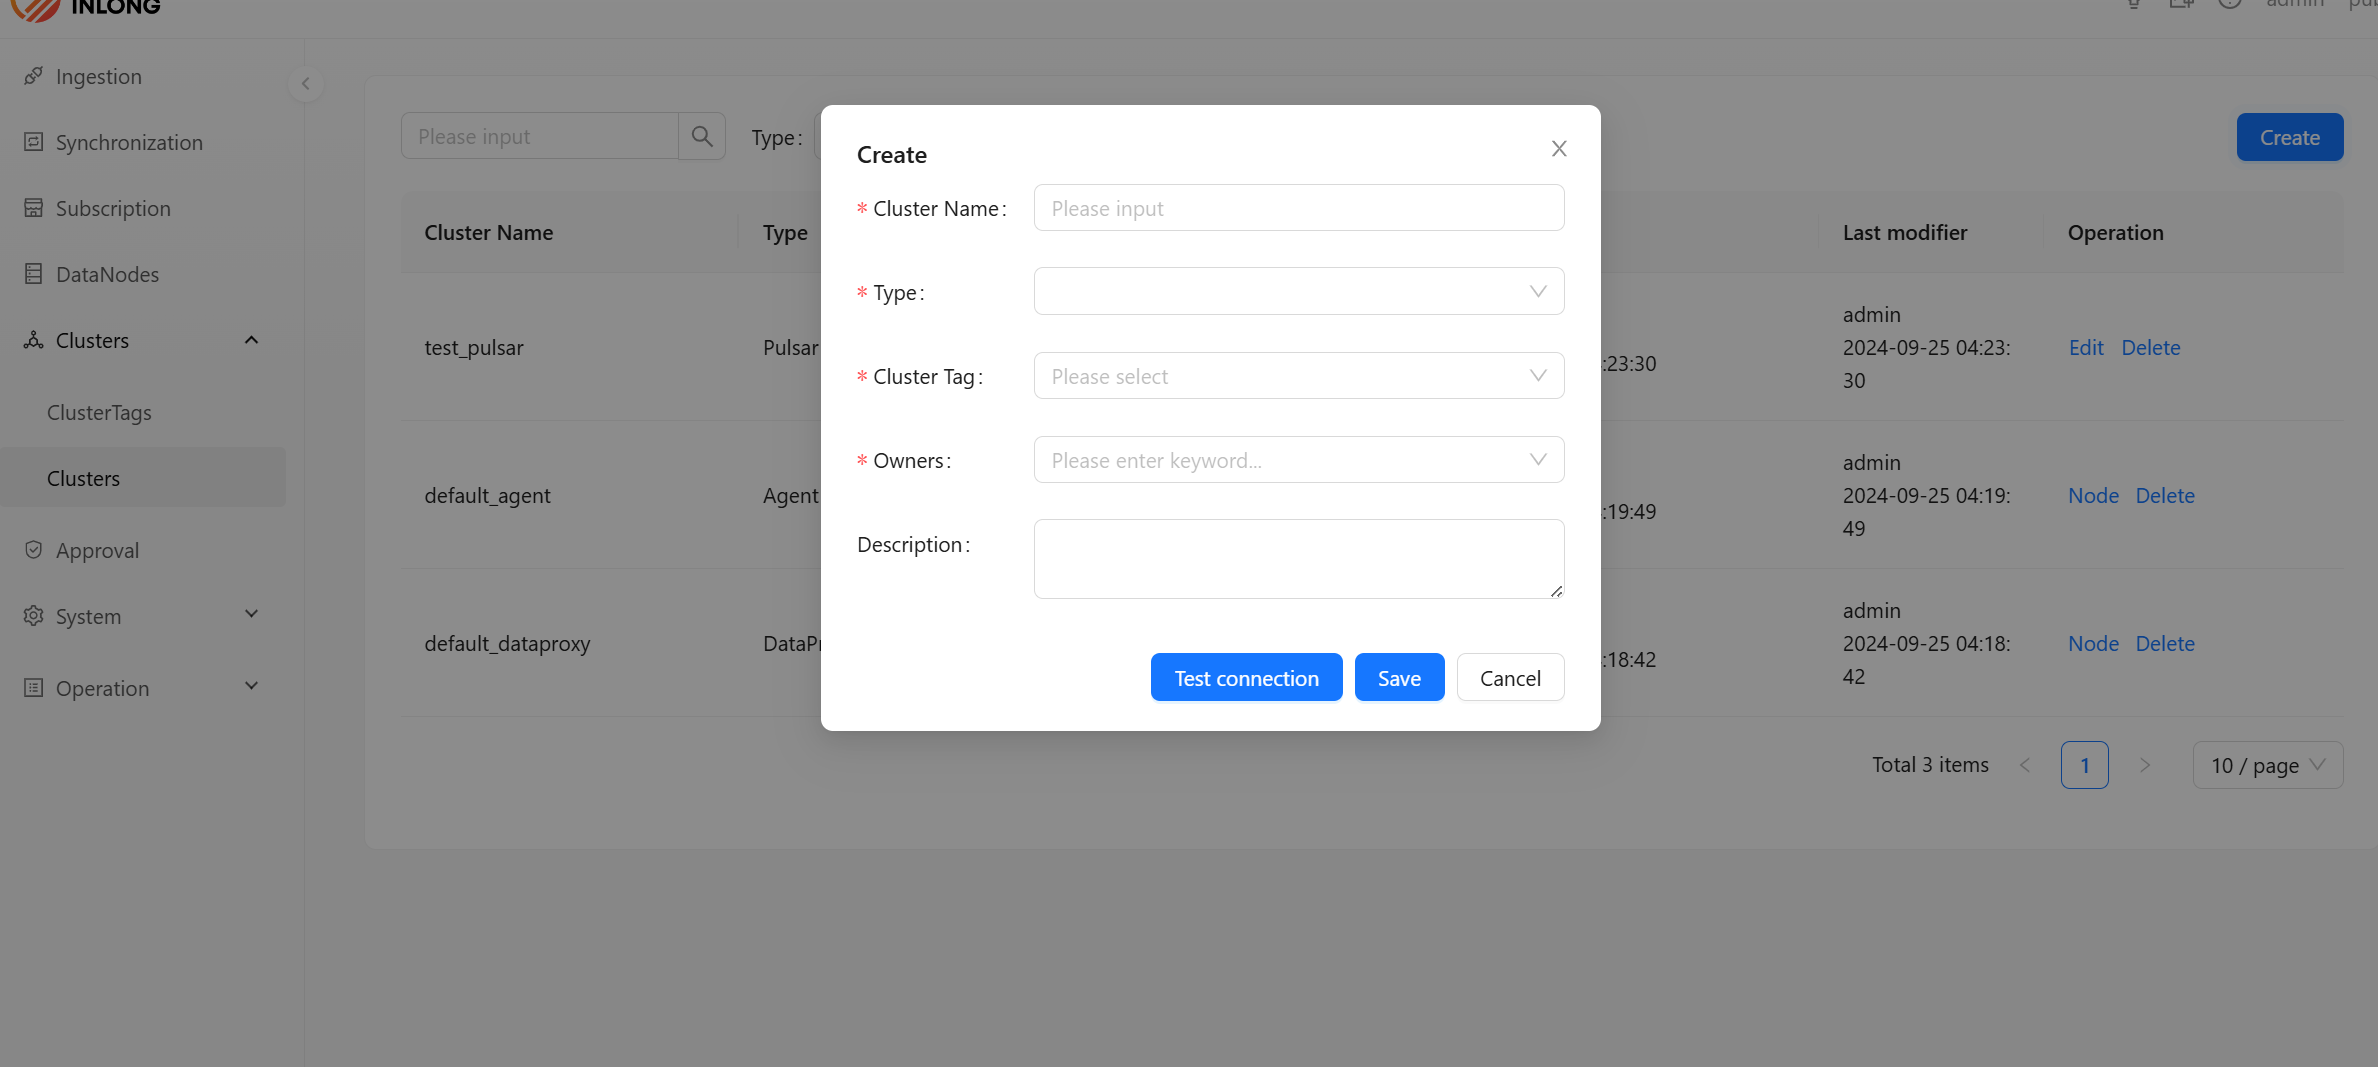 INLONG
admin
Ingestion
Synchronization
Subscription
DataNodes
Clusters
ClusterTags
Clusters
Approval
System
Operation
Please input
Type:
Create
Cluster Name
Type
Last modifier
Operation
test_pulsar
Pulsar
:23:30
admin
2024-09-25 04:23:
30
Edit Delete
default_agent
Agent
:19:49
admin
2024-09-25 04:19:
49
Node Delete
default_dataproxy
DataPr
:18:42
admin
2024-09-25 04:18:
42
Node Delete
Total 3 items
1
10 / page
Create
* Cluster Name:
Please input
* Type:
* Cluster Tag:
Please select
* Owners:
Please enter keyword...
Description:
Test connection
Save
Cancel